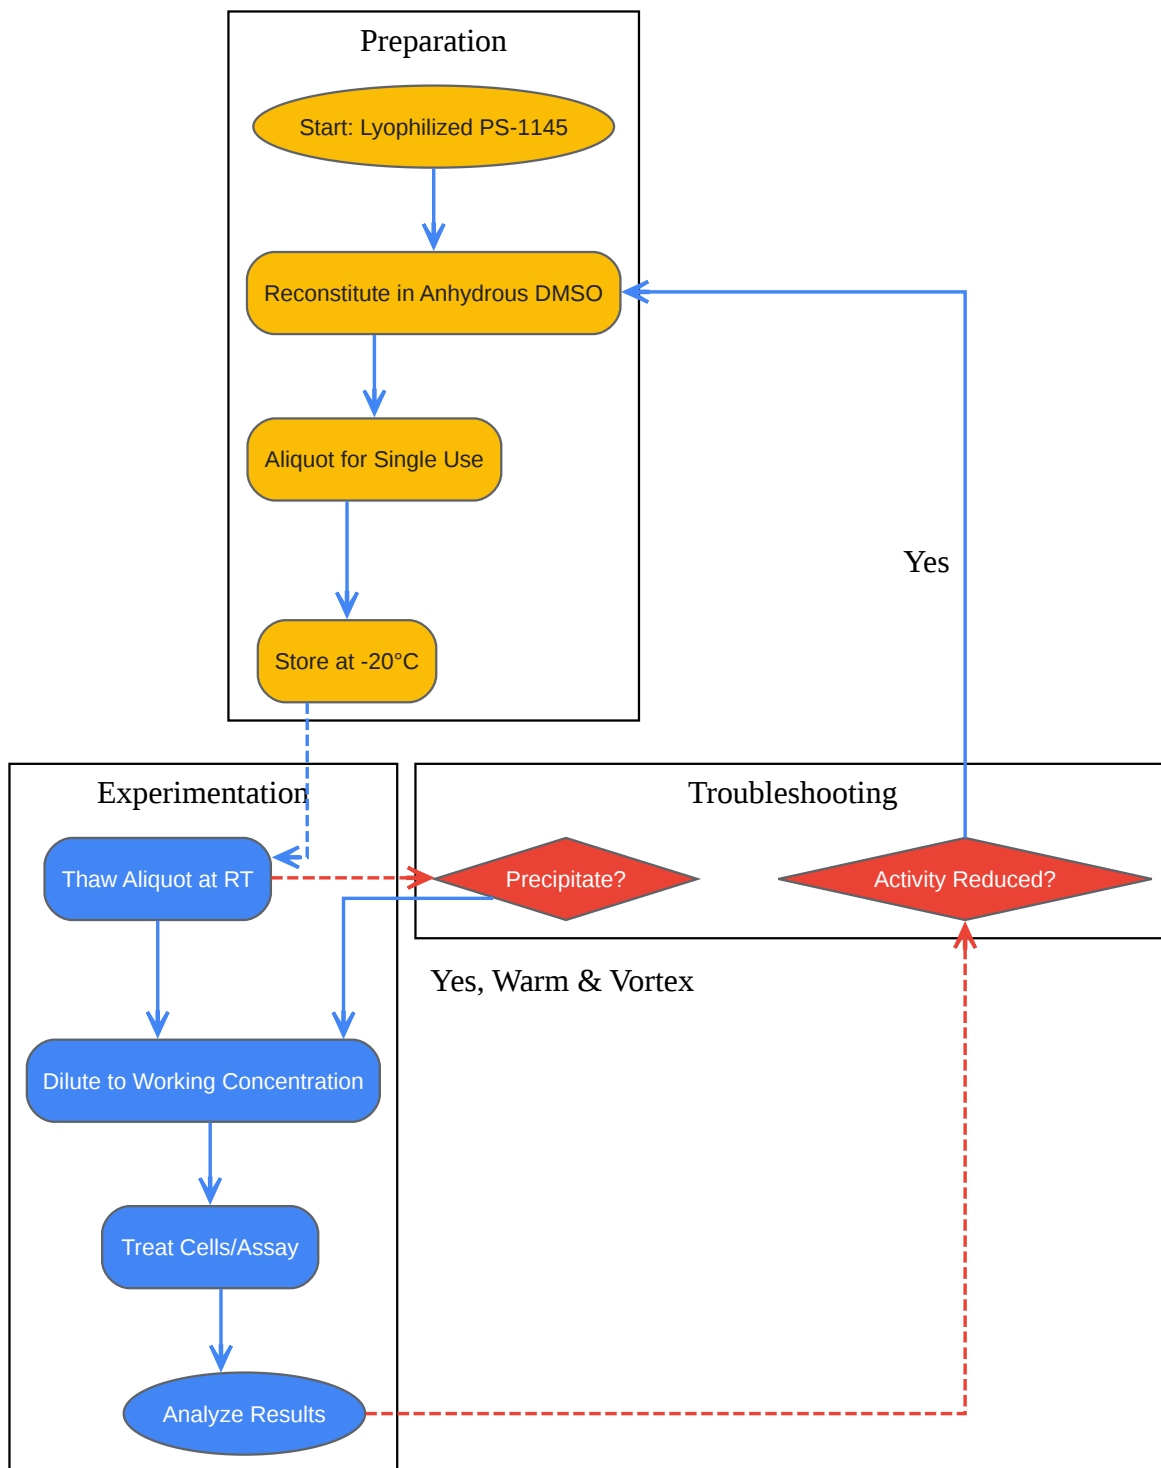 Preparation
Start: Lyophilized PS-1145
Reconstitute in Anhydrous DMSO
Aliquot for Single Use
Yes
Store at -20°C
Experimentation
Troubleshooting
Thaw Aliquot at RT
Precipitate?
Activity Reduced?
Yes, Warm & Vortex
Dilute to Working Concentration
Treat Cells/Assay
Analyze Results